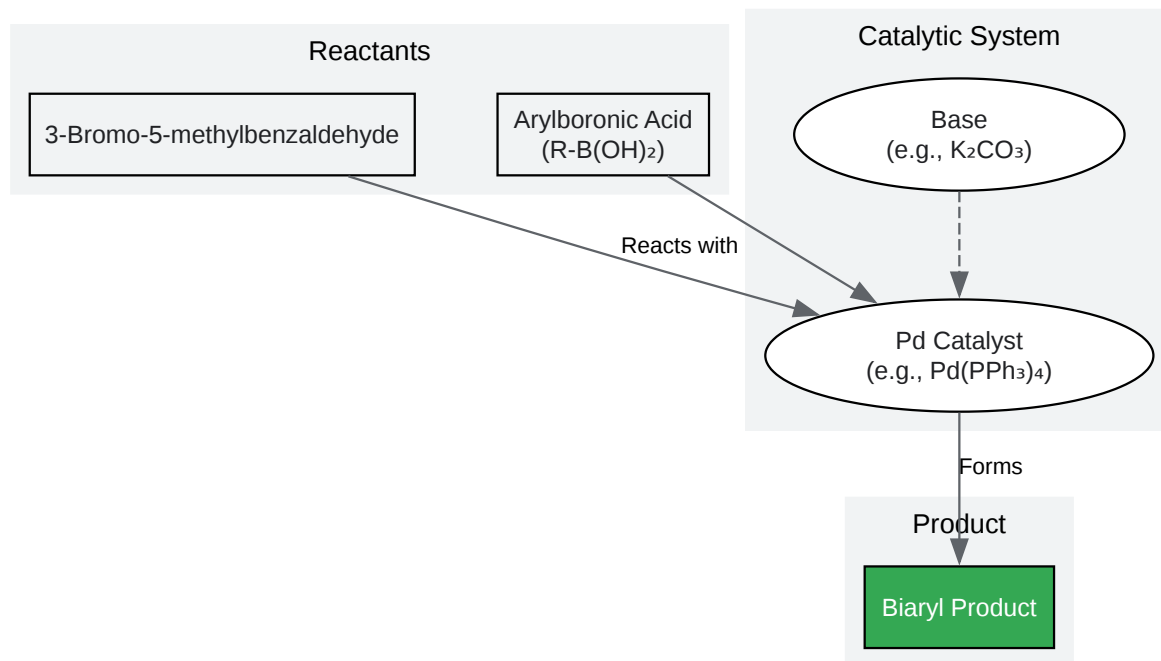 Reactants
3-Bromo-5-methylbenzaldehyde
Arylboronic Acid
(R-B(OH)₂)
Catalytic System
Base
(e.g., K₂CO₃)
Reacts with
Pd Catalyst
(e.g., Pd(PPh₃)₄)
Forms
Product
Biaryl Product